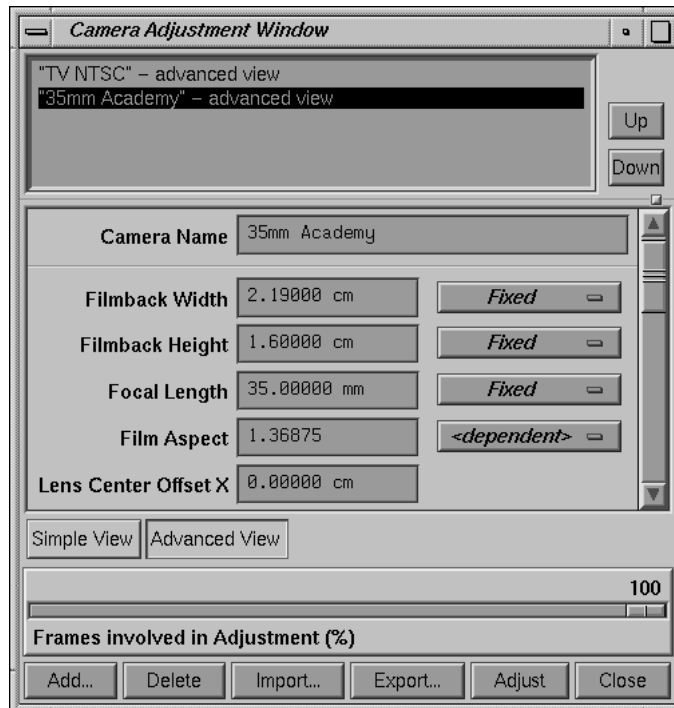 Camera Adjustment Window
"TV NTSC" – advanced view
"35mm Academy" – advanced view
Up
Down
Camera Name 35mm Academy
Filmback Width 2.19000 cm Fixed
Filmback Height 1.60000 cm Fixed
Focal Length 35.00000 mm Fixed
Film Aspect 1.36875 <dependent>
Lens Center Offset X 0.00000 cm
Simple View Advanced View
100
Frames involved in Adjustment (%)
Add... Delete Import... Export... Adjust Close